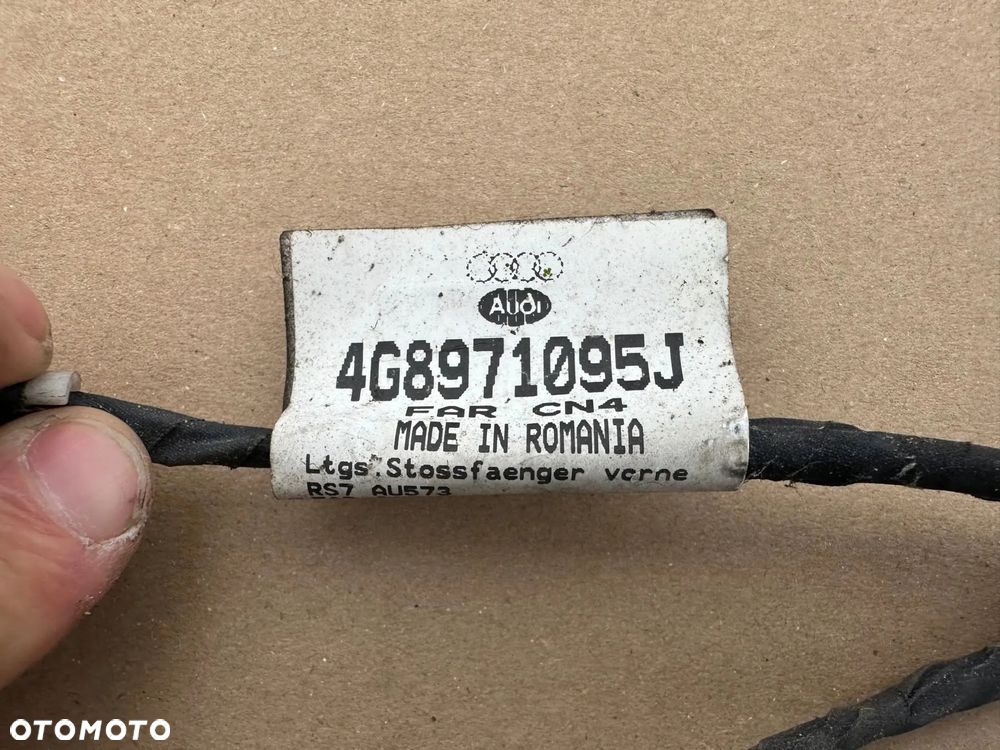 Audi
4G8971095J
FAR CN4
MADE IN ROMANIA
Ltgs.Stossfaenger vorne
RS7 AU573
OTOMOTO